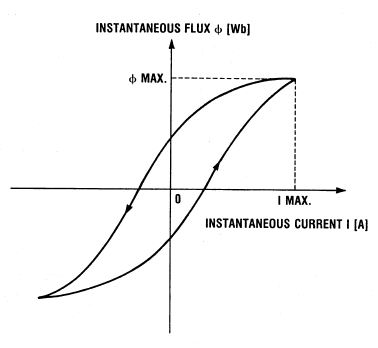 INSTANTANEOUS FLUX ϕ [Wb]
ϕ MAX.
0
I MAX.
INSTANTANEOUS CURRENT I [A]